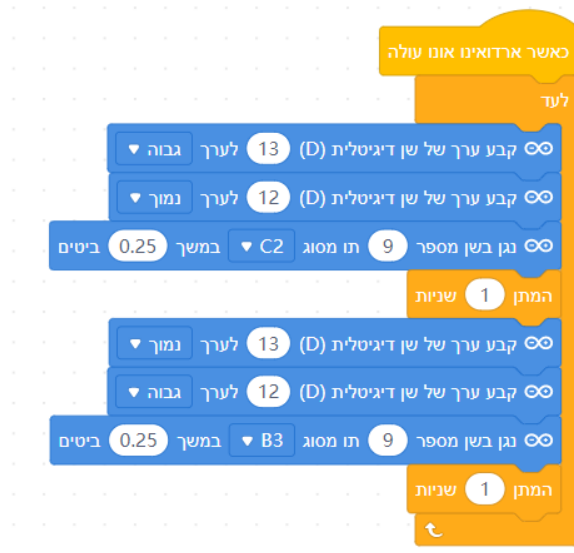 כאשר ארדואינו אונו עולה
לעד
קבע ערך של שן דיגיטלית (D) 13 לערך גבוה
קבע ערך של שן דיגיטלית (D) 12 לערך נמוך
נגן בשן מספר 9 תו מסוג C2 במשך 0.25 ביטים
המתן 1 שניות
קבע ערך של שן דיגיטלית (D) 13 לערך נמוך
קבע ערך של שן דיגיטלית (D) 12 לערך גבוה
נגן בשן מספר 9 תו מסוג B3 במשך 0.25 ביטים
המתן 1 שניות